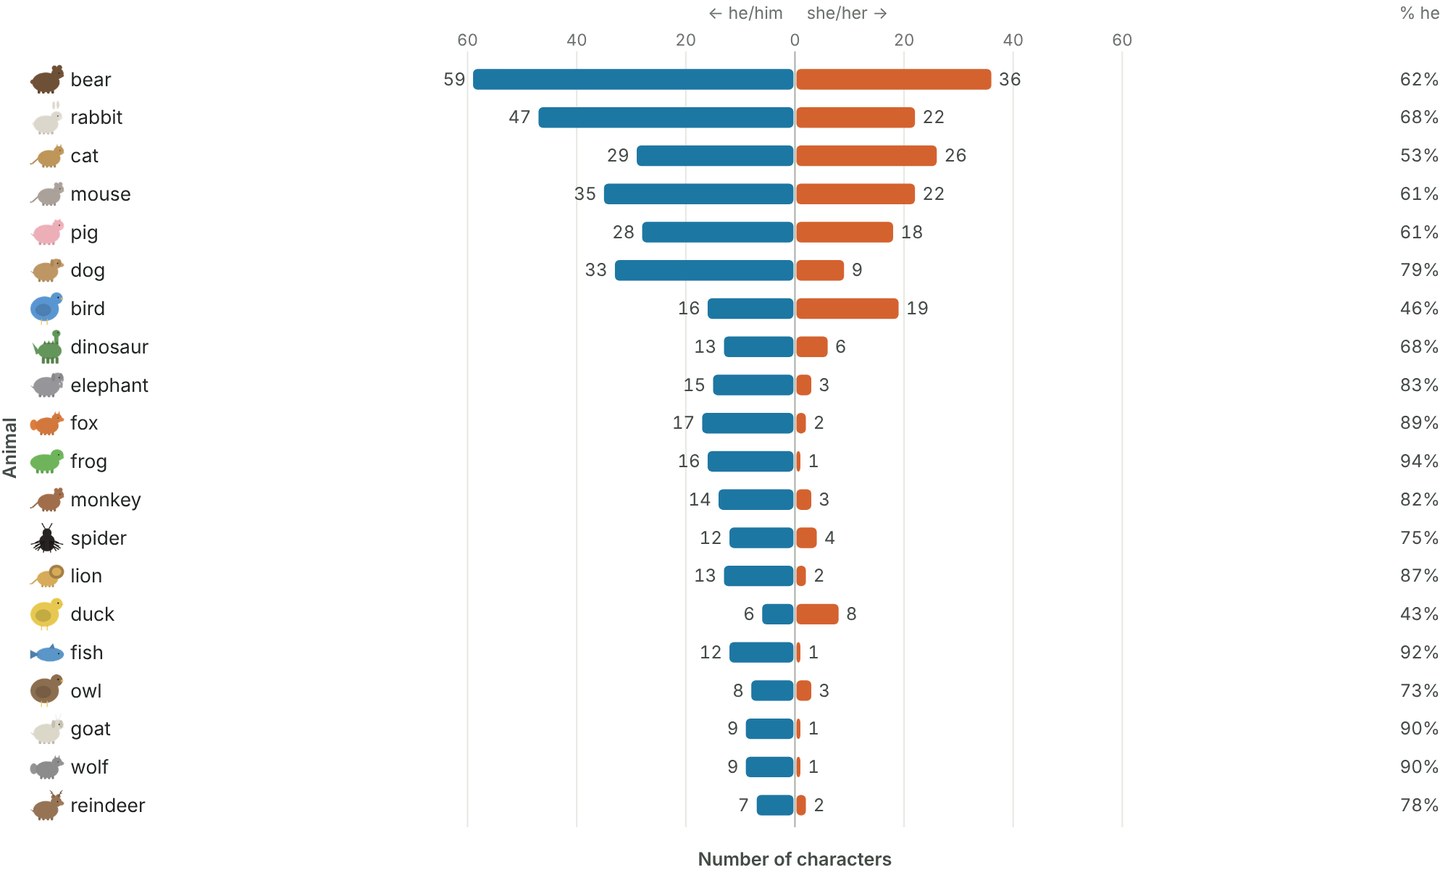 ← he/him she/her → % he
60 40 20 0 20 40 60
bear 59 36 62%
rabbit 47 22 68%
cat 29 26 53%
mouse 35 22 61%
pig 28 18 61%
dog 33 9 79%
bird 16 19 46%
dinosaur 13 6 68%
elephant 15 3 83%
fox 17 2 89%
frog 16 1 94%
monkey 14 3 82%
spider 12 4 75%
lion 13 2 87%
duck 6 8 43%
fish 12 1 92%
owl 8 3 73%
goat 9 1 90%
wolf 9 1 90%
reindeer 7 2 78%
Animal
Number of characters